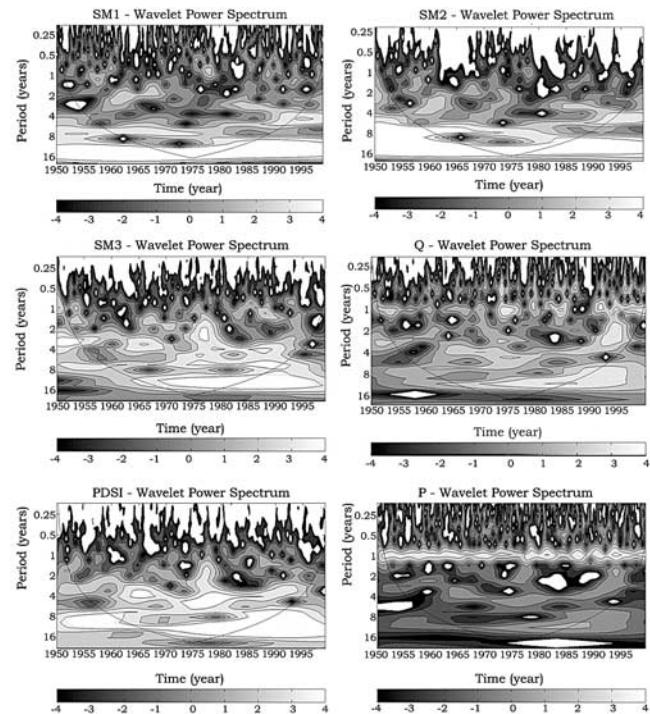 SM1 - Wavelet Power Spectrum
Period (years)
0.25
0.5
1
2
4
8
16
1950 1955 1960 1965 1970 1975 1980 1985 1990 1995
Time (year)
-4 -3 -2 -1 0 1 2 3 4
SM2 - Wavelet Power Spectrum
Period (years)
0.25
0.5
1
2
4
8
16
1950 1955 1960 1965 1970 1975 1980 1985 1990 1995
Time (year)
-4 -3 -2 -1 0 1 2 3 4
SM3 - Wavelet Power Spectrum
Period (years)
0.25
0.5
1
2
4
8
16
1950 1955 1960 1965 1970 1975 1980 1985 1990 1995
Time (year)
-4 -3 -2 -1 0 1 2 3 4
Q - Wavelet Power Spectrum
Period (years)
0.25
0.5
1
2
4
8
16
1950 1955 1960 1965 1970 1975 1980 1985 1990 1995
Time (year)
-4 -3 -2 -1 0 1 2 3 4
PDSI - Wavelet Power Spectrum
Period (years)
0.25
0.5
1
2
4
8
16
1950 1955 1960 1965 1970 1975 1980 1985 1990 1995
Time (year)
-4 -3 -2 -1 0 1 2 3 4
P - Wavelet Power Spectrum
Period (years)
0.25
0.5
1
2
4
8
16
1950 1955 1960 1965 1970 1975 1980 1985 1990 1995
Time (year)
-4 -3 -2 -1 0 1 2 3 4